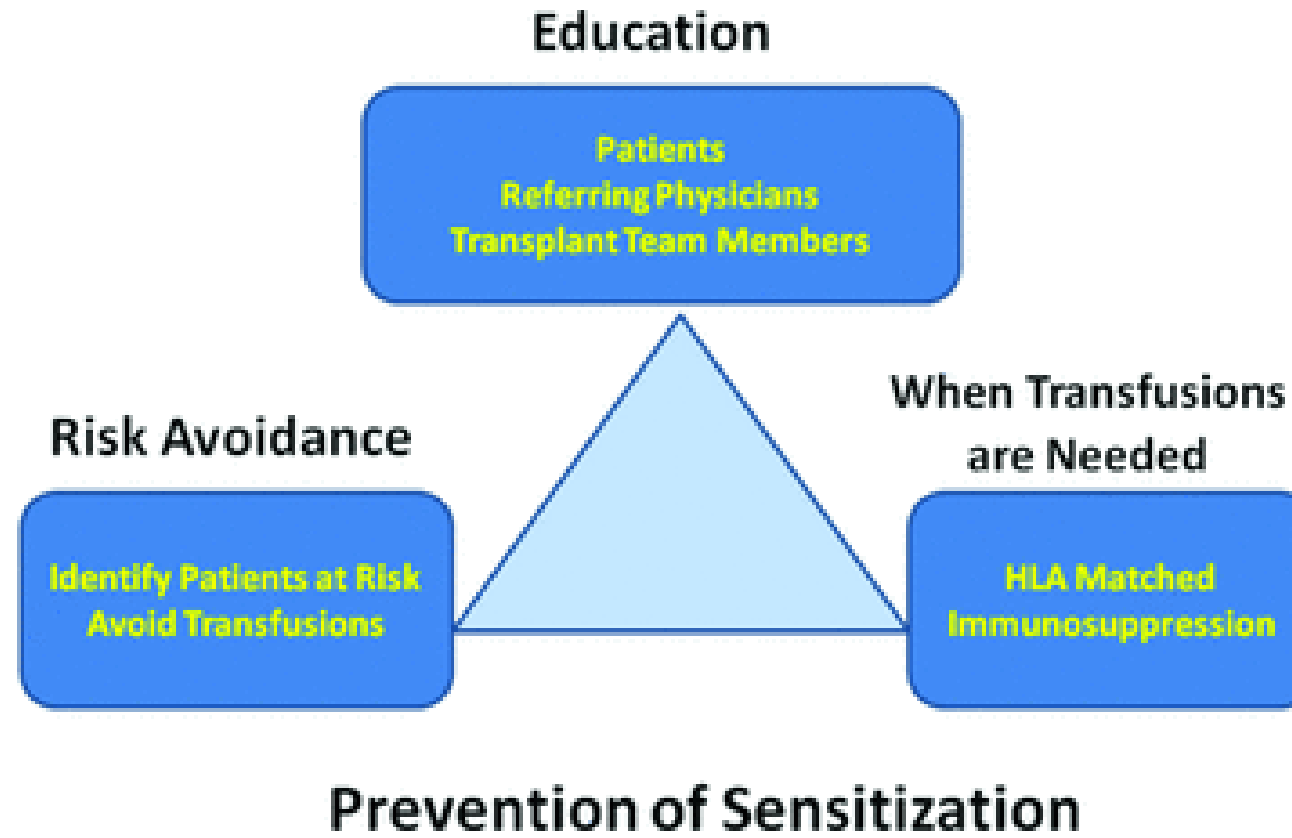 Education
Patients
Referring Physicians
Transplant Team Members
Risk Avoidance
Identify Patients at Risk
Avoid Transfusions
When Transfusions
are Needed
HLA Matched
Immunosuppression
Prevention of Sensitization